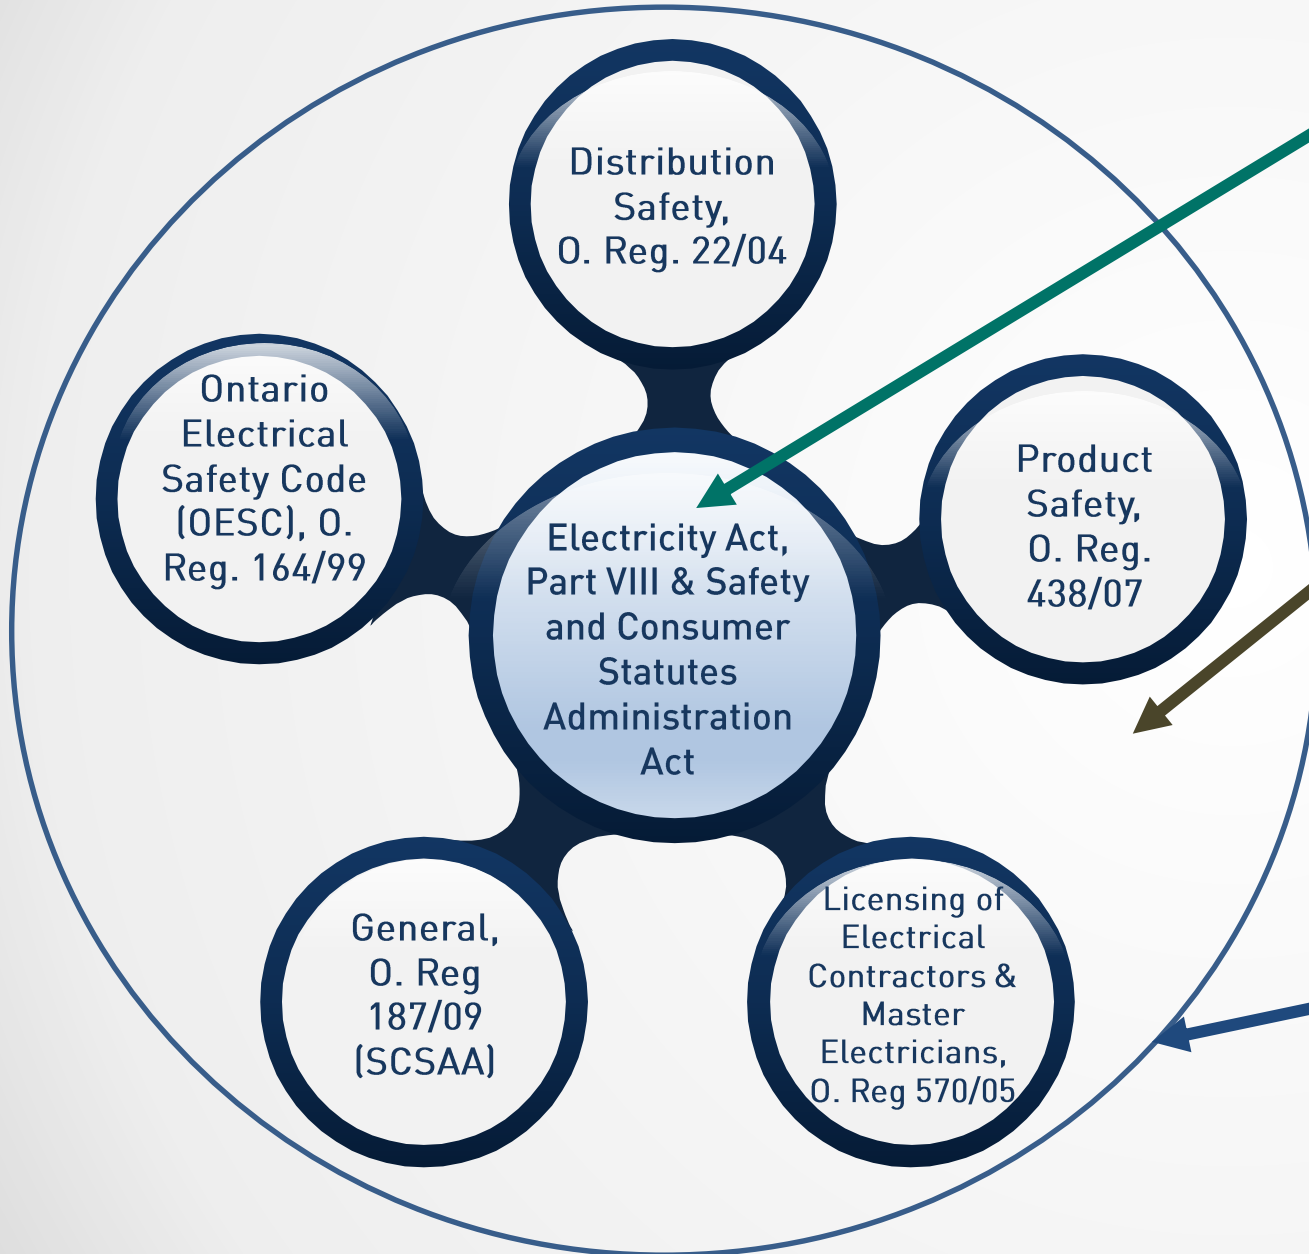 Distribution
Safety,
O. Reg. 22/04
Ontario
Electrical
Safety Code
(OESC), O.
Reg. 164/99
Product
Safety,
O. Reg.
438/07
Electricity Act,
Part VIII & Safety
and Consumer
Statutes
Administration
Act
General,
O. Reg
187/09
(SCSAA)
Licensing of
Electrical
Contractors &
Master
Electricians,
O. Reg 570/05